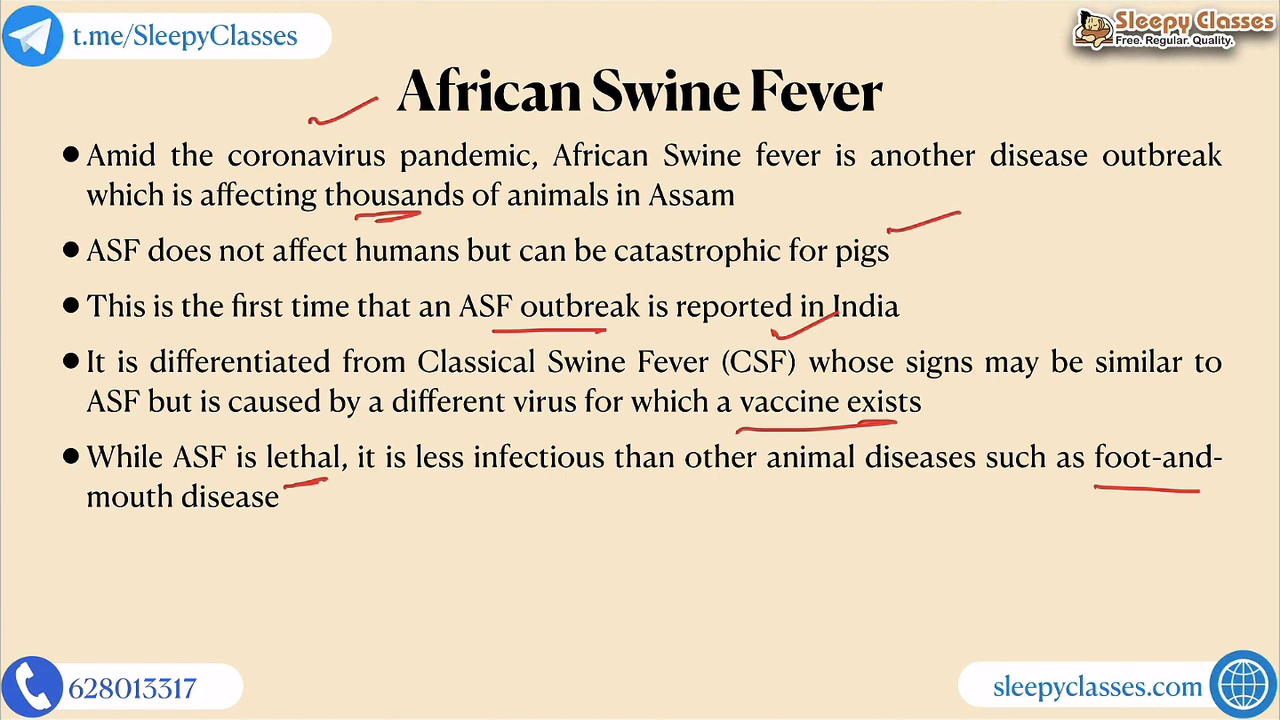 t.me/SleepyClasses
Sleepy Classes
Free. Regular. Quality.
African Swine Fever
● Amid the coronavirus pandemic, African Swine fever is another disease outbreak
which is affecting thousands of animals in Assam
● ASF does not affect humans but can be catastrophic for pigs
● This is the first time that an ASF outbreak is reported in India
● It is differentiated from Classical Swine Fever (CSF) whose signs may be similar to
ASF but is caused by a different virus for which a vaccine exists
● While ASF is lethal, it is less infectious than other animal diseases such as foot-and-
mouth disease
628013317
sleepyclasses.com